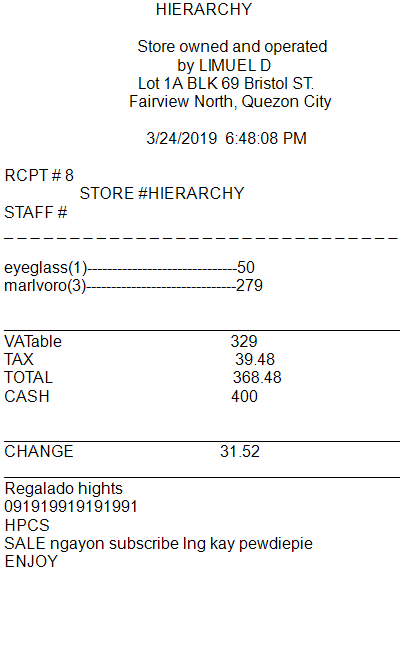 HIERARCHY
Store owned and operated
by LIMUEL D
Lot 1A BLK 69 Bristol ST.
Fairview North, Quezon City
3/24/2019 6:48:08 PM
RCPT # 8
STORE #HIERARCHY
STAFF #
_ _ _ _ _ _ _ _ _ _ _ _ _ _ _ _ _ _ _ _ _ _ _ _ _ _ _ _ _ _
eyeglass(1)------------------------------50
marlvoro(3)------------------------------279
VATable 329
TAX 39.48
TOTAL 368.48
CASH 400
CHANGE 31.52
Regalado hights
091919919191991
HPCS
SALE ngayon subscribe lng kay pewdiepie
ENJOY